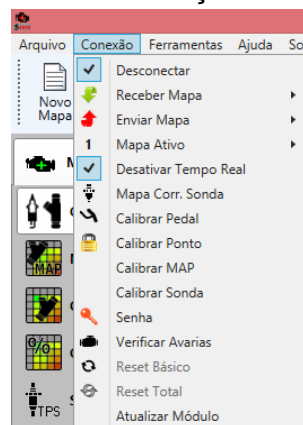 Arquivo Conexão Ferramentas Ajuda So
Novo
Mapa
Desconectar
Receber Mapa
Enviar Mapa
1 Mapa Ativo
Desativar Tempo Real
Mapa Corr. Sonda
Calibrar Pedal
Calibrar Ponto
Calibrar MAP
Calibrar Sonda
Senha
Verificar Avarias
Reset Básico
Reset Total
Atualizar Módulo
M
MAP
%
TPS